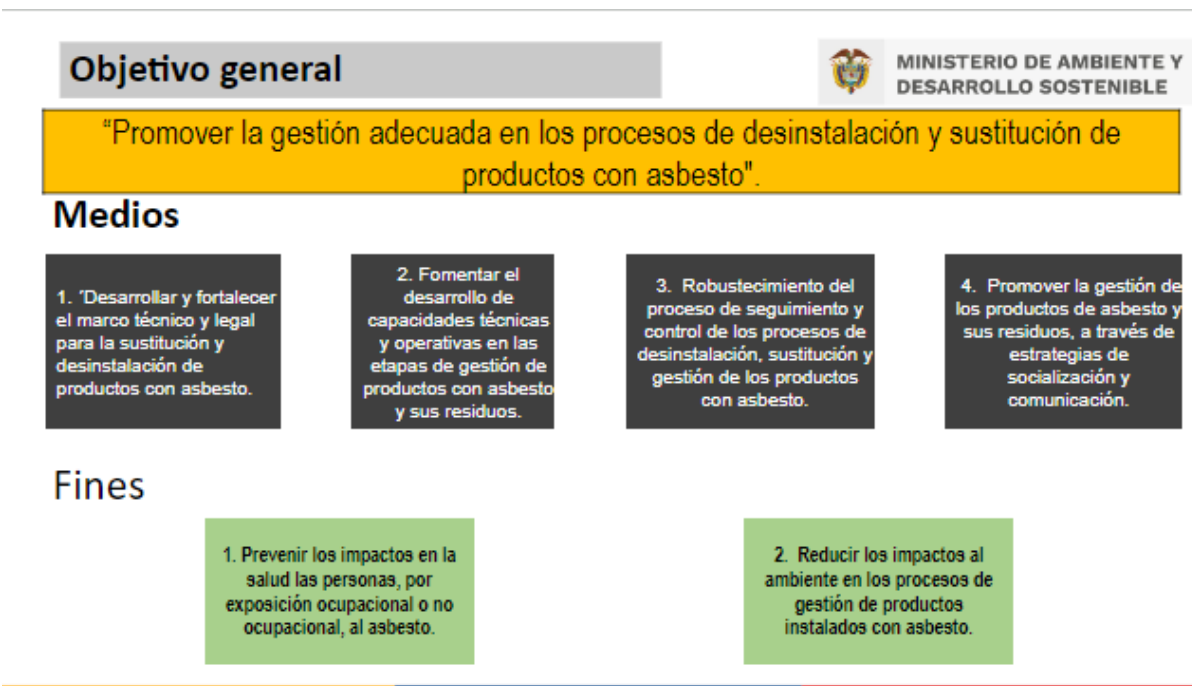 Objetivo general
MINISTERIO DE AMBIENTE Y
DESARROLLO SOSTENIBLE
“Promover la gestión adecuada en los procesos de desinstalación y sustitución de
productos con asbesto".
Medios
1. ´Desarrollar y fortalecer
el marco técnico y legal
para la sustitución y
desinstalación de
productos con asbesto.
2. Fomentar el
desarrollo de
capacidades técnicas
y operativas en las
etapas de gestión de
productos con asbesto
y sus residuos.
3. Robustecimiento del
proceso de seguimiento y
control de los procesos de
desinstalación, sustitución y
gestión de los productos
con asbesto.
4. Promover la gestión de
los productos de asbesto y
sus residuos, a través de
estrategias de
socialización y
comunicación.
Fines
1. Prevenir los impactos en la
salud las personas, por
exposición ocupacional o no
ocupacional, al asbesto.
2. Reducir los impactos al
ambiente en los procesos de
gestión de productos
instalados con asbesto.